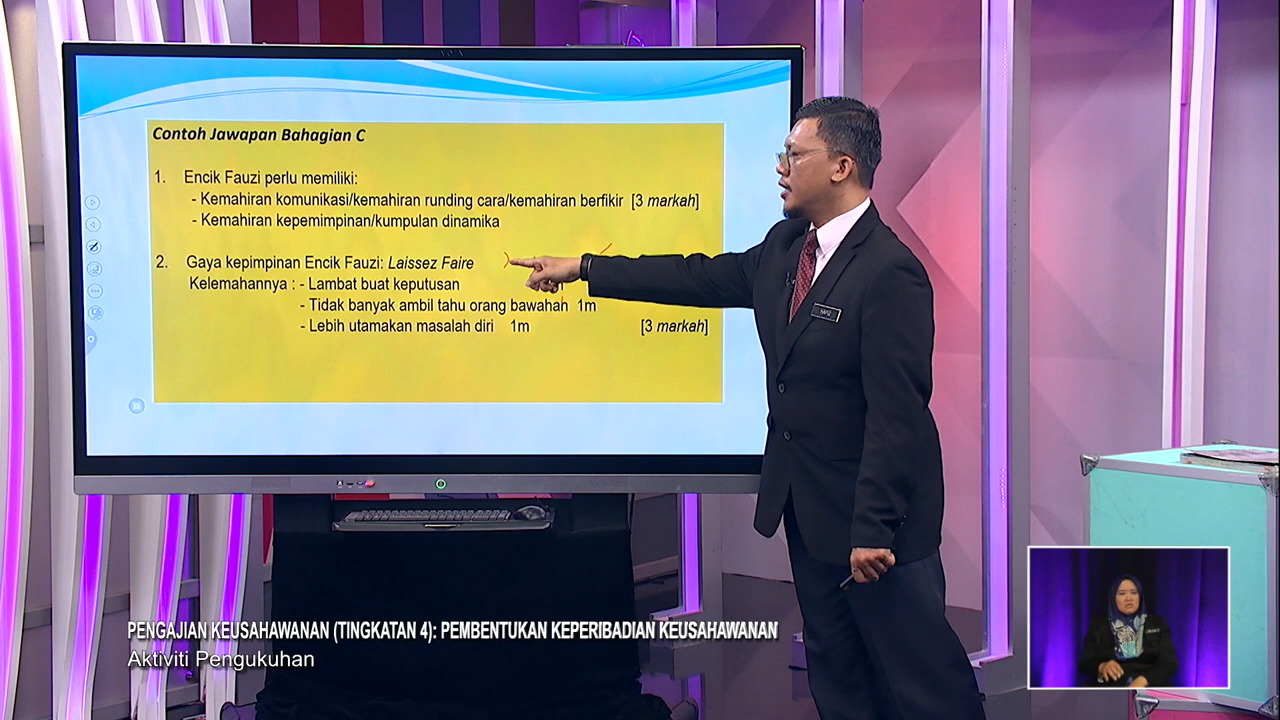 Contoh Jawapan Bahagian C
1. Encik Fauzi perlu memiliki:
- Kemahiran komunikasi/kemahiran runding cara/kemahiran berfikir [3 markah]
- Kemahiran kepemimpinan/kumpulan dinamika
2. Gaya kepimpinan Encik Fauzi: Laissez Faire
Kelemahannya : - Lambat buat keputusan
- Tidak banyak ambil tahu orang bawahan 1m
- Lebih utamakan masalah diri 1m [3 markah]
PENGAJIAN KEUSAHAWANAN (TINGKATAN 4): PEMBENTUKAN KEPERIBADIAN KEUSAHAWANAN
Aktiviti Pengukuhan